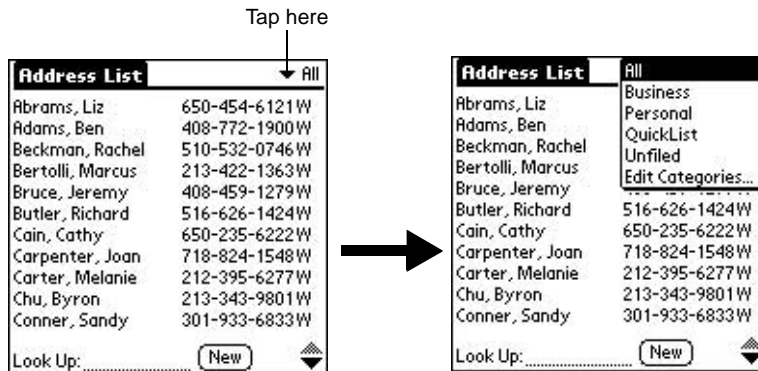 Tap here
Address List All
Abrams, Liz 650-454-6121W
Adams, Ben 408-772-1900W
Beckman, Rachel 510-532-0746W
Bertolli, Marcus 213-422-1363W
Bruce, Jeremy 408-459-1279W
Butler, Richard 516-626-1424W
Cain, Cathy 650-235-6222W
Carpenter, Joan 718-824-1548W
Carter, Melanie 212-395-6277W
Chu, Byron 213-343-9801W
Conner, Sandy 301-933-6833W
Look Up: New
Address List
All
Business
Personal
QuickList
Unfiled
Edit Categories...
Abrams, Liz
Adams, Ben
Beckman, Rachel
Bertolli, Marcus
Bruce, Jeremy
Butler, Richard 516-626-1424W
Cain, Cathy 650-235-6222W
Carpenter, Joan 718-824-1548W
Carter, Melanie 212-395-6277W
Chu, Byron 213-343-9801W
Conner, Sandy 301-933-6833W
Look Up: New